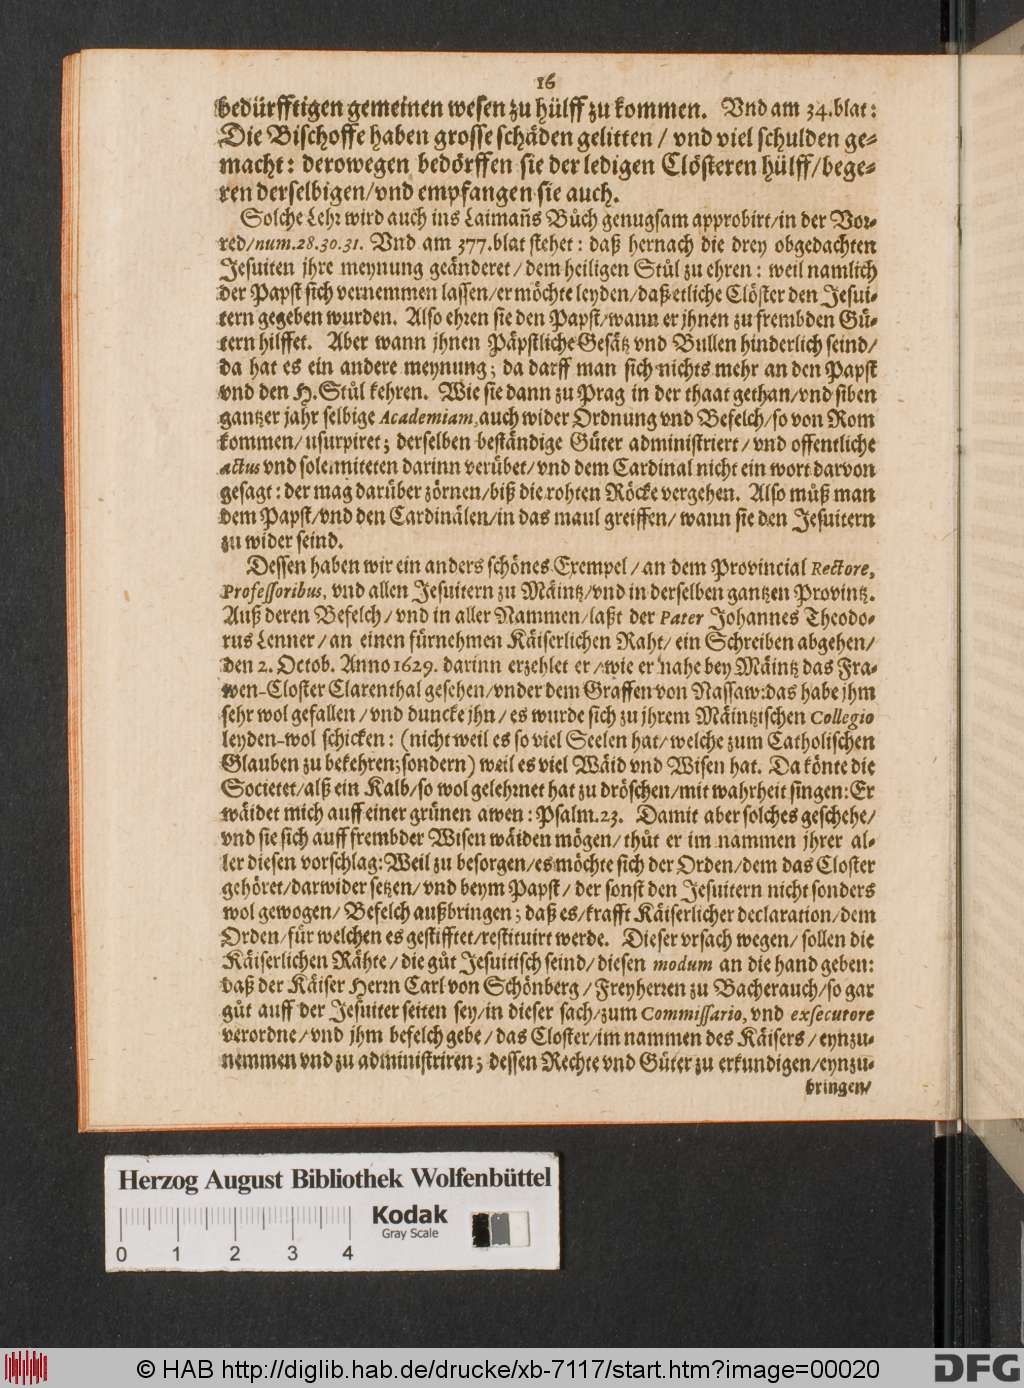 16
bedürfftigen gemeinen wesen zu hülff zu kommen. Vnd am 34.blat:
Die Bischoffe haben grosse schäden gelitten / vnd viel schulden ge-
macht: derowegen bedörffen sie der ledigen Clösteren hülff/bege-
ren derselbigen/vnd empfangen sie auch.
Solche Lehr wird auch ins Laimañs Bůch genugsam approbirt/in der Vor-
red/num.28.30.31. Vnd am 377.blat stehet: daß hernach die drey obgedachten
Jesuiten jhre meynung geänderet / dem heiligen Stůl zu ehren: weil namlich
der Papst sich vernemmen lassen/er möchte leyden/daß etliche Clöster den Jesui-
tern gegeben wurden. Also ehren sie den Papst/wann er jhnen zu frembden Gü-
tern hilffet. Aber wann jhnen Päpstliche Gesätz vnd Bullen hinderlich seind/
da hat es ein andere meynung; da darff man sich nichts mehr an den Papst
vnd den H.Stůl kehren. Wie sie dann zu Prag in der thaat gethan/vnd siben
gantzer jahr selbige Academiam, auch wider Ordnung vnd Befelch/so von Rom
kommen/usurpiret; derselben beständige Güter administriert/vnd offentliche
actus vnd solenniteten darinn verübet/vnd dem Cardinal nicht ein wort darvon
gesagt: der mag darüber zörnen/biß die rohten Röcke vergehen. Also můß man
dem Papst/vnd den Cardinälen/in das maul greiffen/ wann sie den Jesuitern
zu wider seind.
Dessen haben wir ein anders schönes Exempel / an dem Provincial Rectore,
Professoribus, vnd allen Jesuitern zu Mäintz/vnd in derselben gantzen Provintz.
Auß deren Befelch / vnd in aller Nammen/laßt der Pater Johannes Theodo-
rus Lenner / an einen fürnehmen Käiserlichen Raht/ ein Schreiben abgehen/
den 2. Octob. Anno 1629. darinn erzehlet er / wie er nahe bey Mäintz das Fra-
wen-Closter Clarenthal gesehen/vnder dem Graffen von Nassaw: das habe jhm
sehr wol gefallen / vnd duncke jhn / es wurde sich zu jhrem Mäintzischen Collegio
leyden-wol schicken: (nicht weil es so viel Seelen hat/welche zum Catholischen
Glauben zu bekehren; sondern) weil es viel Wäid vnd Wisen hat. Da könte die
Societet/alß ein Kalb/so wol gelehrnet hat zu dröschen/mit wahrheit singen: Er
wäidet mich auff einer grünen awen: Psalm.23. Damit aber solches geschehe/
vnd sie sich auff frembder Wisen wäiden mögen/ thůt er im nammen jhrer al-
ler diesen vorschlag: Weil zu besorgen/es möchte sich der Orden/dem das Closter
gehöret/darwider setzen/ vnd beym Papst / der sonst den Jesuitern nicht sonders
wol gewogen/ Befelch außbringen; daß es/krafft Käiserlicher declaration/dem
Orden/für welchen es gestifftet/restituirt werde. Dieser vrsach wegen/ sollen die
Käiserlichen Rähte / die gůt Jesuitisch seind/ diesen modum an die hand geben:
daß der Käiser Herrn Carl von Schönberg / Freyherren zu Bacherauch/so gar
gůt auff der Jesuiter seiten sey/in dieser sach/zum Commissario, vnd exsecutore
verordne/vnd jhm befelch gebe / das Closter/im nammen des Käisers / eynzu-
nemmen vnd zu administriren; dessen Rechte vnd Güter zu erkundigen/eynzu-
bringen/
Herzog August Bibliothek Wolfenbüttel
Kodak
Gray Scale
0 1 2 3 4
© HAB http://diglib.hab.de/drucke/xb-7117/start.htm?image=00020
DFG